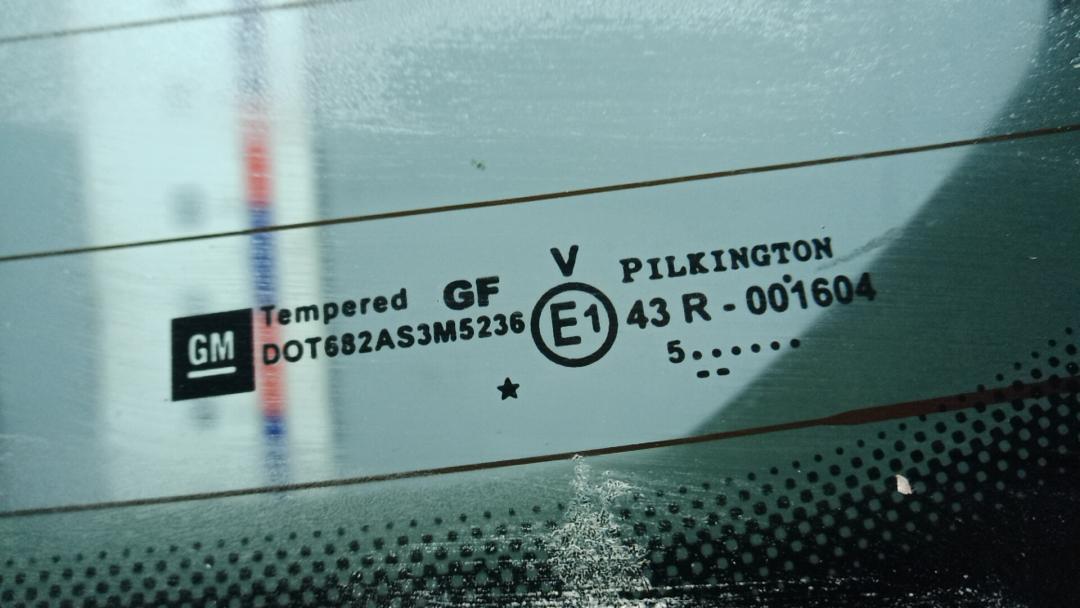 V
PILKINGTON
Tempered GF
GM
DOT682AS3M5236
E1
43 R - 001604
5......